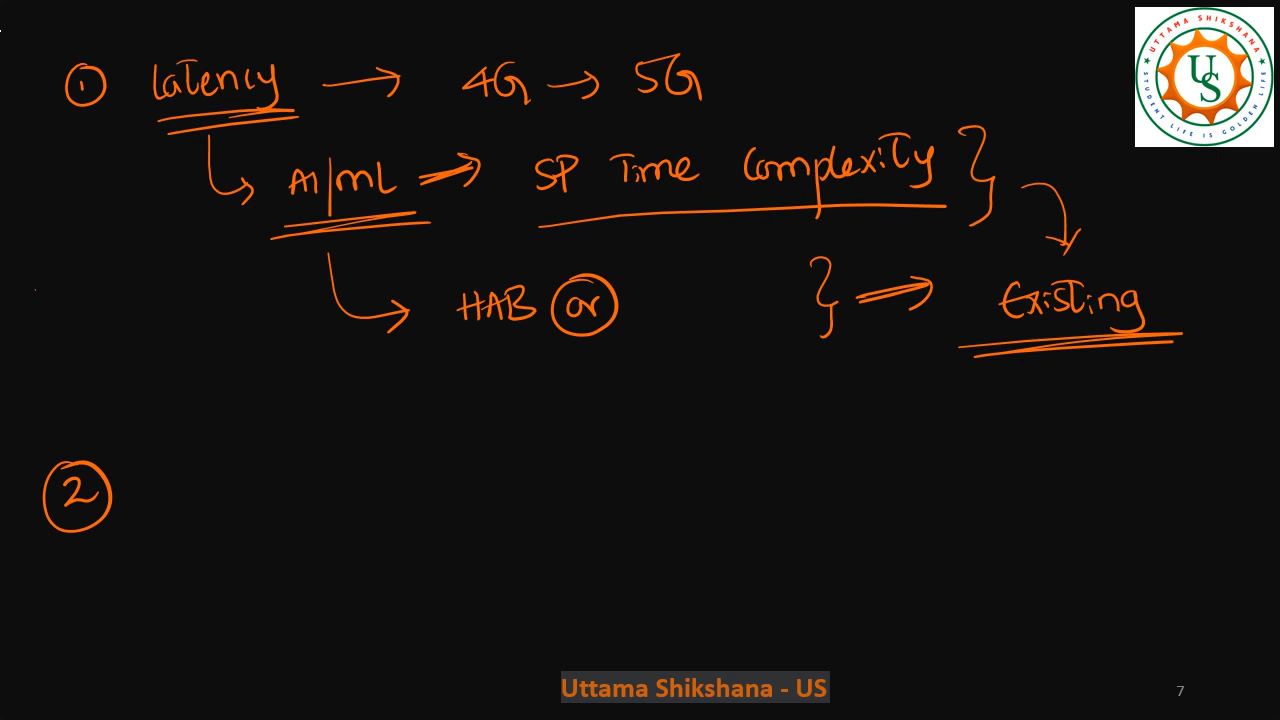 ① Latency → 4G → 5G
AI/ML ⇒ SP Time Complexity }
HAB or } ⇒ Existing
②
UTTAMA SHIKSHANA
US
STUDENT LIFE IS GOLDEN LIFE
Uttama Shikshana - US
7